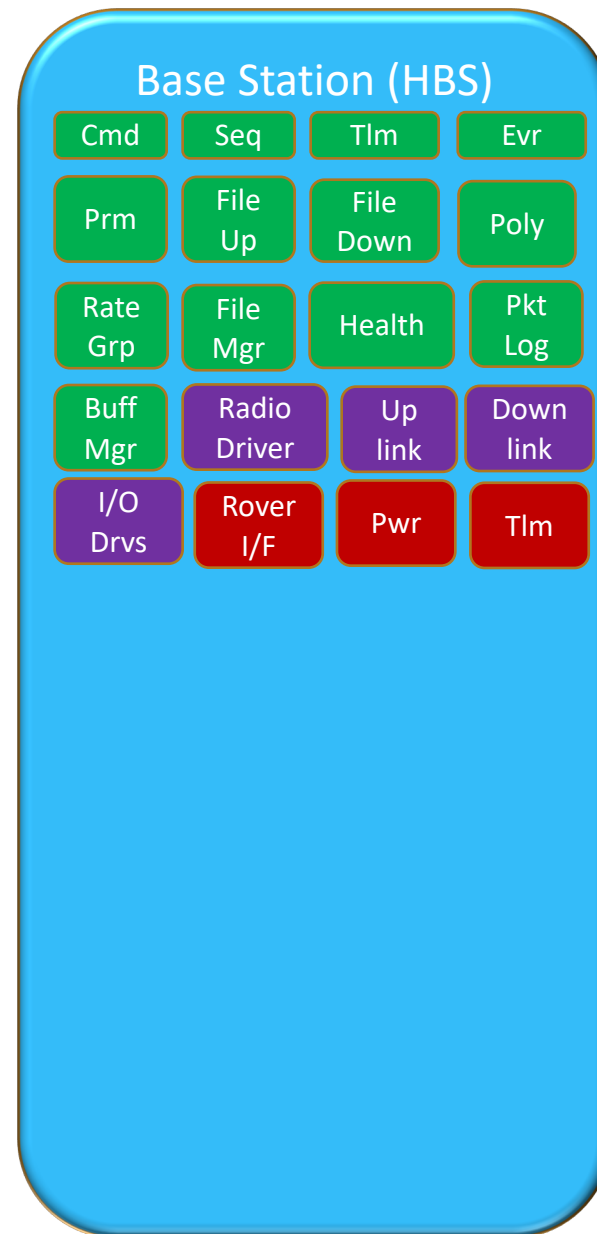 Base Station (HBS)
Cmd
Seq
Tlm
Evr
Prm
File
Up
File
Down
Poly
Rate
Grp
File
Mgr
Health
Pkt
Log
Buff
Mgr
Radio
Driver
Up
link
Down
link
I/O
Drvs
Rover
I/F
Pwr
Tlm